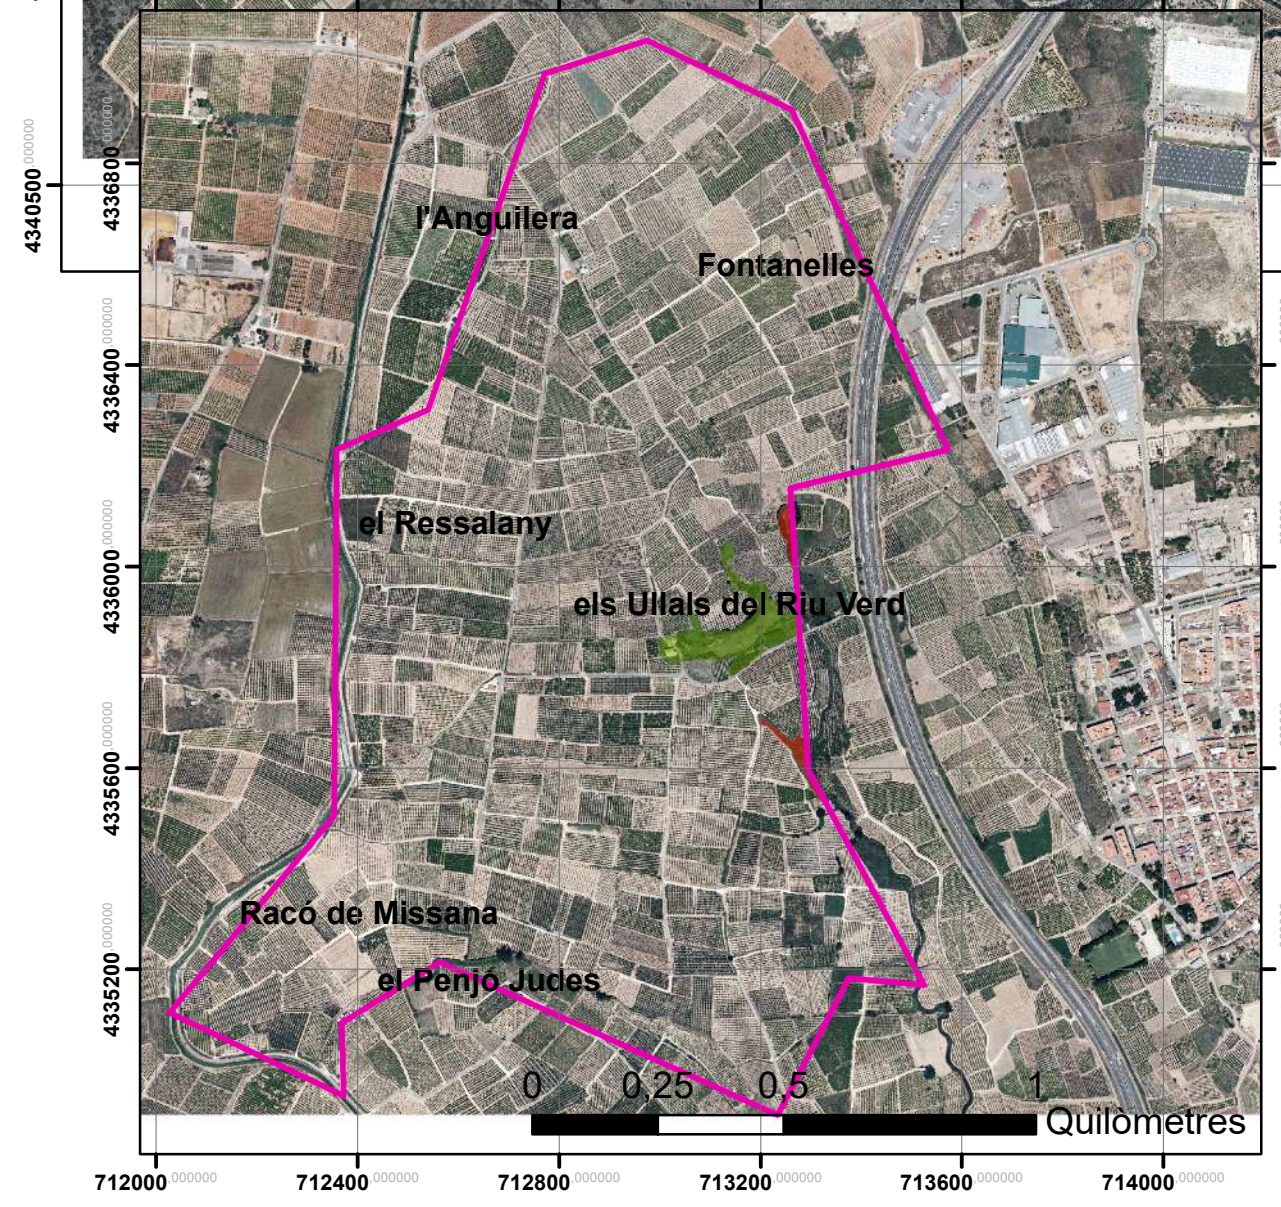 l'Anguilera
Fontanelles
el Ressalany
els Ullals del Riu Verd
Racó de Missana
el Penjó Judes
0 0,25 0,5 1
Quilòmetres
4340500,000000
4336800,000000
4336400,000000
4336000,000000
4335600,000000
4335200,000000
712000,000000 712400,000000 712800,000000 713200,000000 713600,000000 714000,000000